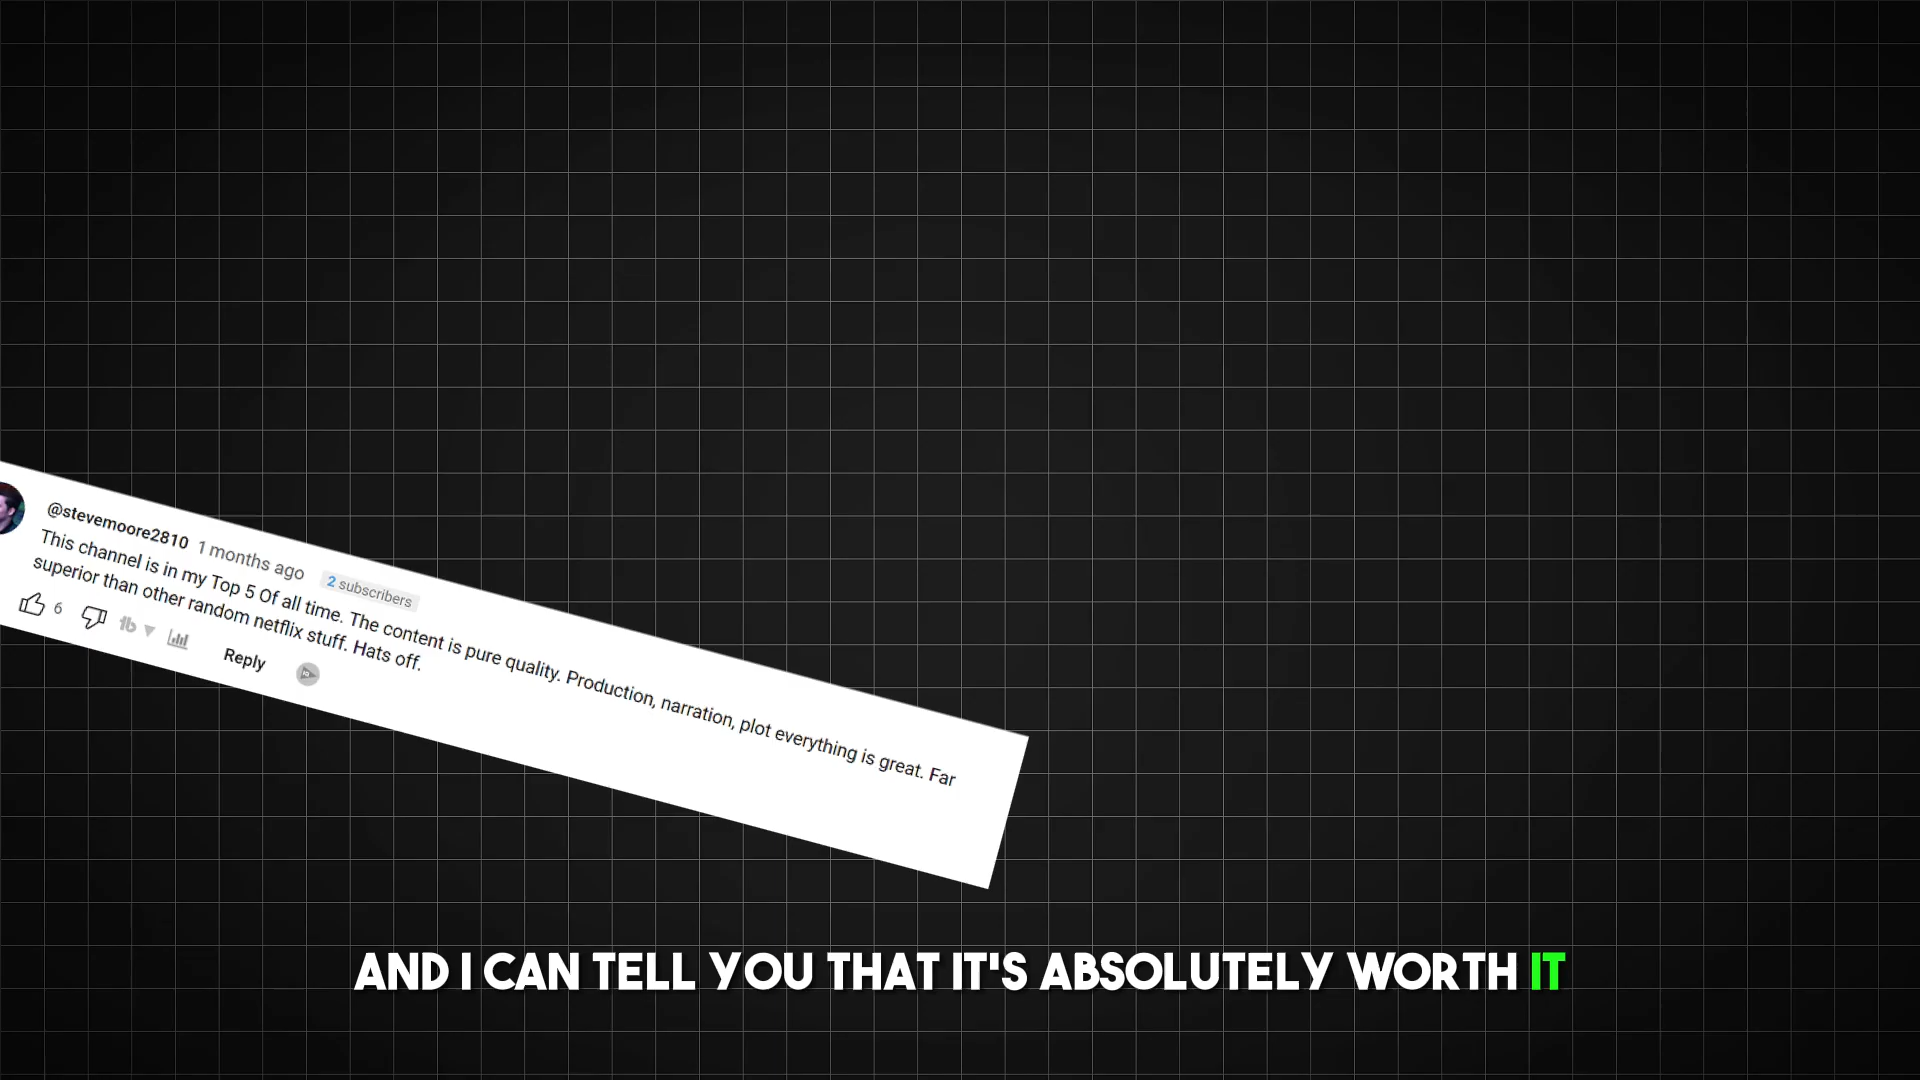 @stevemoore2810 1 months ago 2 subscribers
This channel is in my Top 5 Of all time. The content is pure quality. Production, narration, plot everything is great. Far
superior than other random netflix stuff. Hats off.
6 tb Reply
AND I CAN TELL YOU THAT IT'S ABSOLUTELY WORTH IT